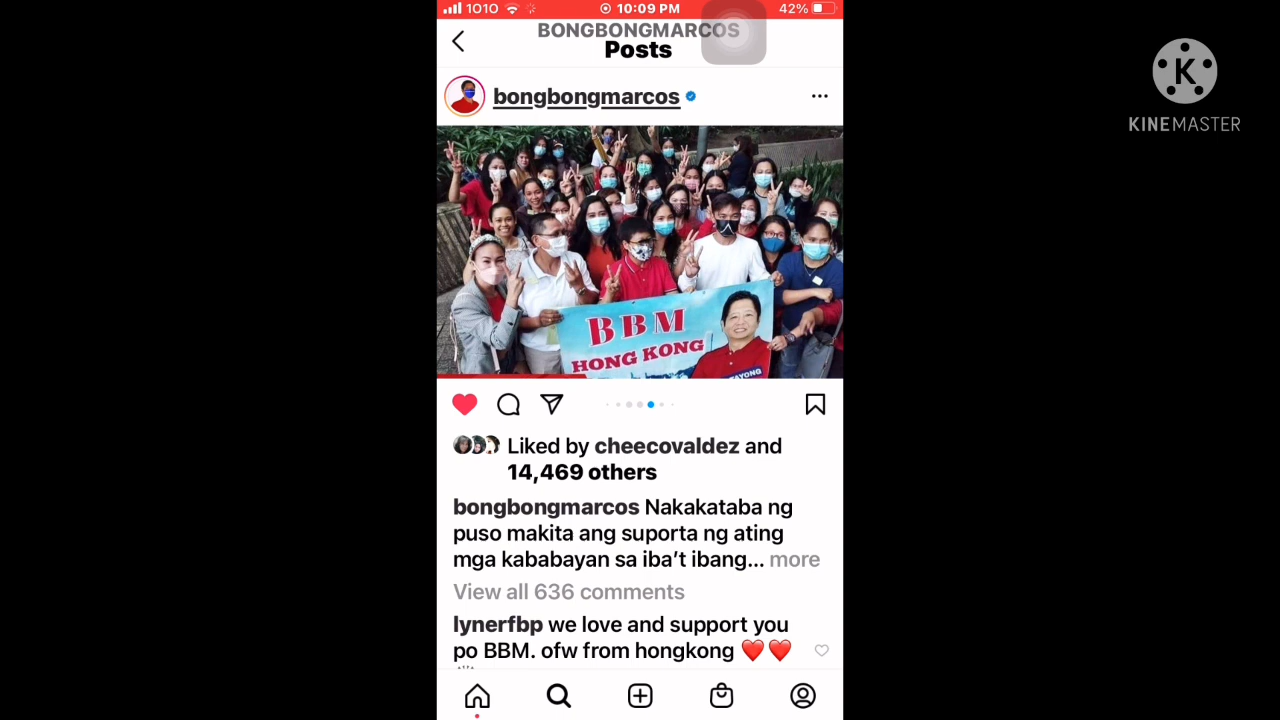 1O1O
10:09 PM
42%
BONGBONGMARCOS
Posts
bongbongmarcos
BBM
HONG KONG
Liked by cheecovaldez and
14,469 others
bongbongmarcos Nakakataba ng
puso makita ang suporta ng ating
mga kababayan sa iba't ibang... more
View all 636 comments
lynerfbp we love and support you
po BBM. ofw from hongkong ❤️❤️
K
KINEMASTER